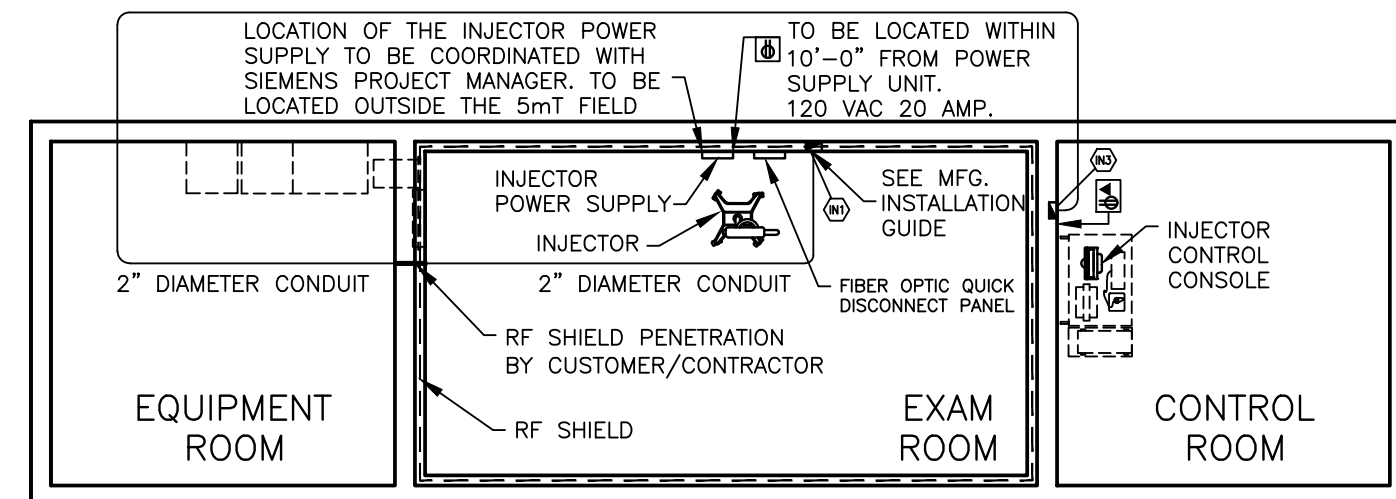 LOCATION OF THE INJECTOR POWER
SUPPLY TO BE COORDINATED WITH
SIEMENS PROJECT MANAGER. TO BE
LOCATED OUTSIDE THE 5mT FIELD
TO BE LOCATED WITHIN
10'-0" FROM POWER
SUPPLY UNIT.
120 VAC 20 AMP.
INJECTOR
POWER SUPPLY
INJECTOR
SEE MFG.
INSTALLATION
GUIDE
IN1
IN3
INJECTOR
CONTROL
CONSOLE
2" DIAMETER CONDUIT
2" DIAMETER CONDUIT
FIBER OPTIC QUICK
DISCONNECT PANEL
RF SHIELD PENETRATION
BY CUSTOMER/CONTRACTOR
RF SHIELD
EQUIPMENT
ROOM
EXAM
ROOM
CONTROL
ROOM